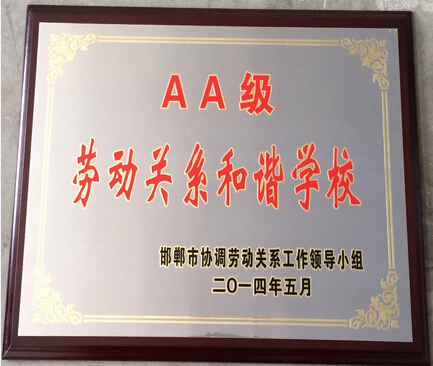 AA级
劳动关系和谐学校
邯郸市协调劳动关系工作领导小组
二〇一四年五月